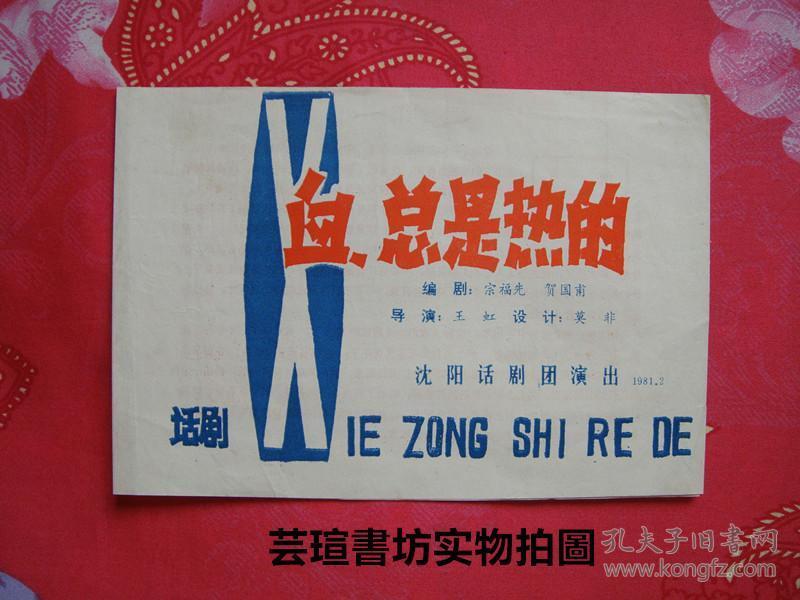 血,总是热的
编剧:宗福先 贺国甫
导演:王虹 设计:莫非
沈阳话剧团演出 1981.2
话剧 XIE ZONG SHI RE DE
芸瑄書坊实物拍圖
孔夫子旧书网
www.kongfz.com